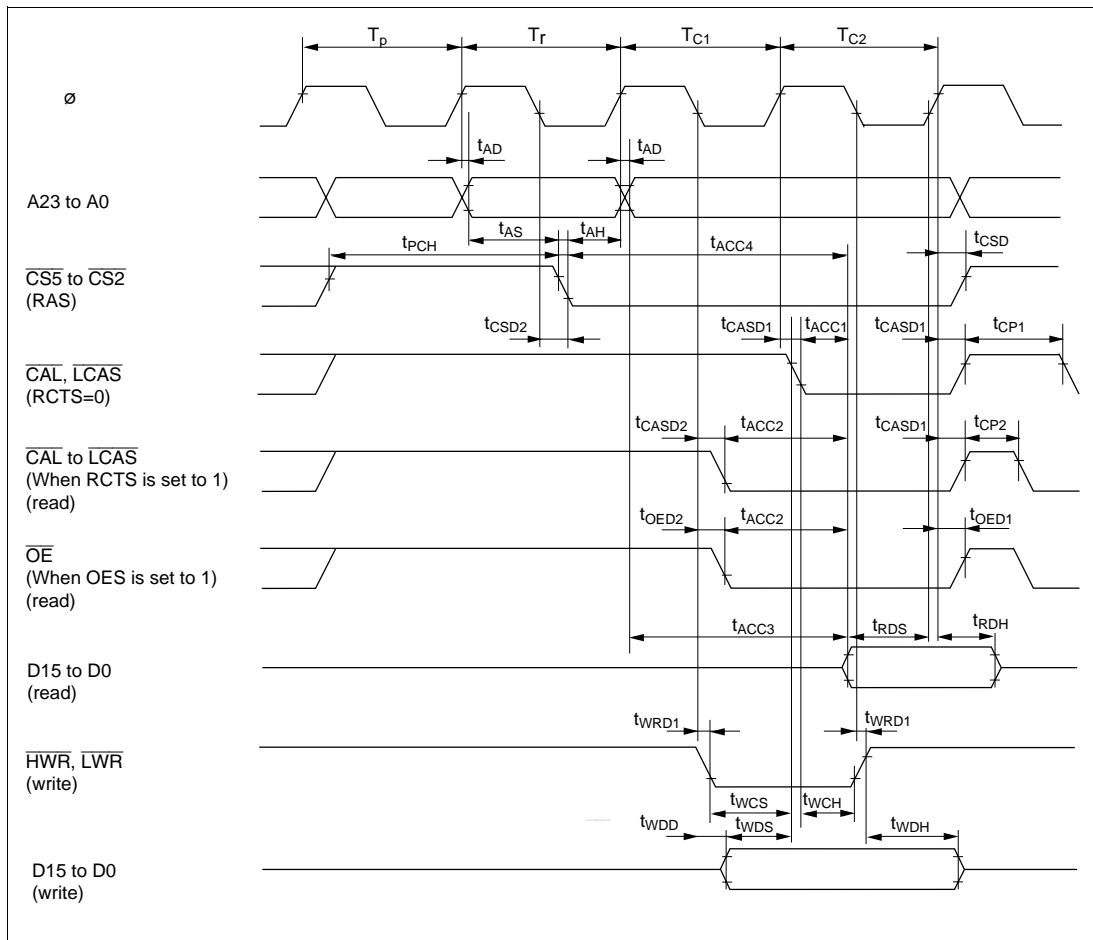 Tp Tr TC1 TC2
ø
tAD tAD
A23 to A0
tAS tAH
tPCH tACC4 tCSD
CS5 to CS2
(RAS)
tCSD2 tCASD1 tACC1 tCASD1 tCP1
CAL, LCAS
(RCTS=0)
tCASD2 tACC2 tCASD1 tCP2
CAL to LCAS
(When RCTS is set to 1)
(read)
tOED2 tACC2 tOED1
OE
(When OES is set to 1)
(read)
tACC3 tRDS tRDH
D15 to D0
(read)
tWRD1 tWRD1
HWR, LWR
(write)
tWCS tWCH
tWDD tWDS tWDH
D15 to D0
(write)